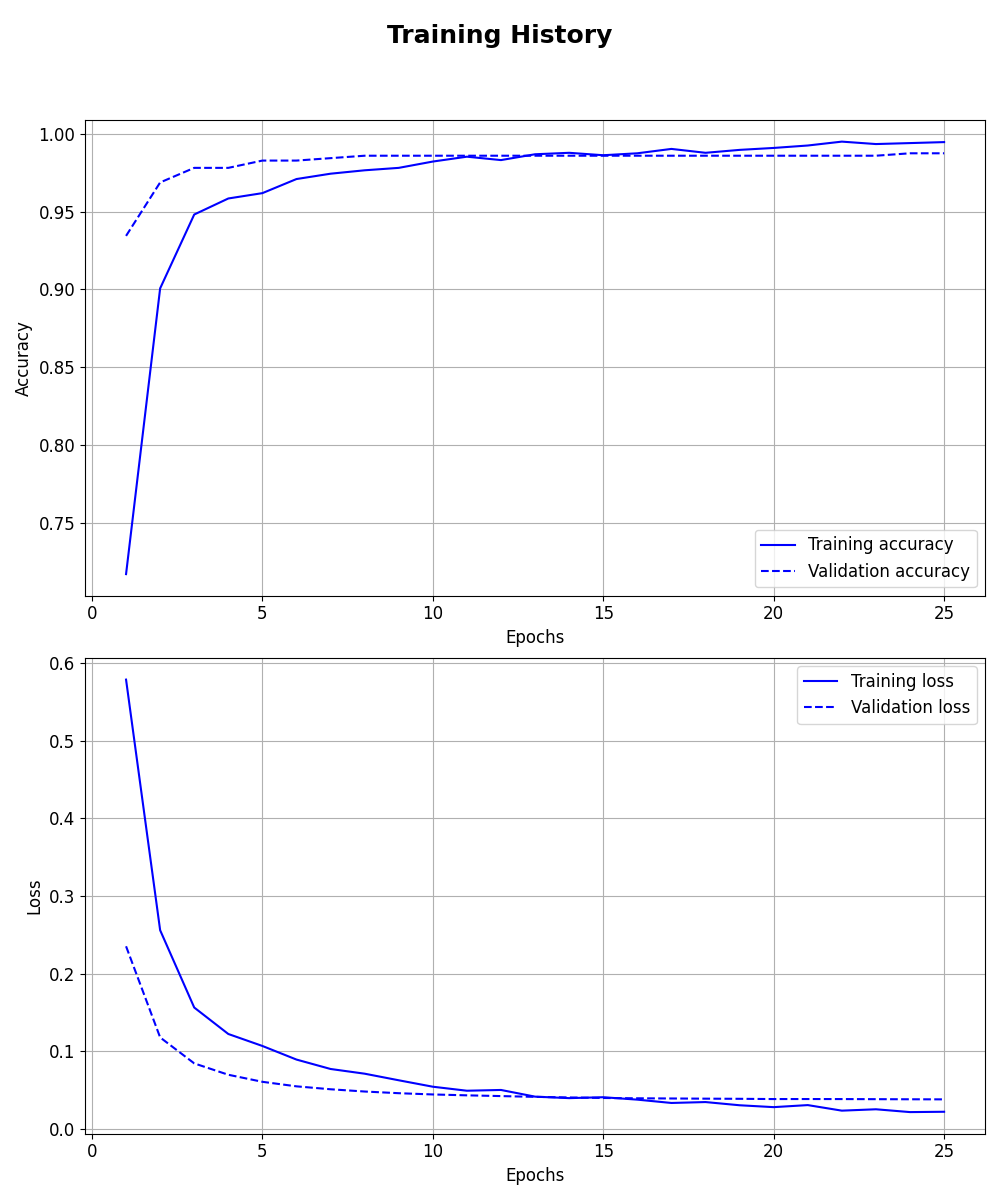 Training History
1.00
0.95
0.90
0.85
0.80
0.75
Accuracy
Training accuracy
Validation accuracy
0 5 10 15 20 25
Epochs
0.6
0.5
0.4
0.3
0.2
0.1
0.0
Loss
Training loss
Validation loss
0 5 10 15 20 25
Epochs